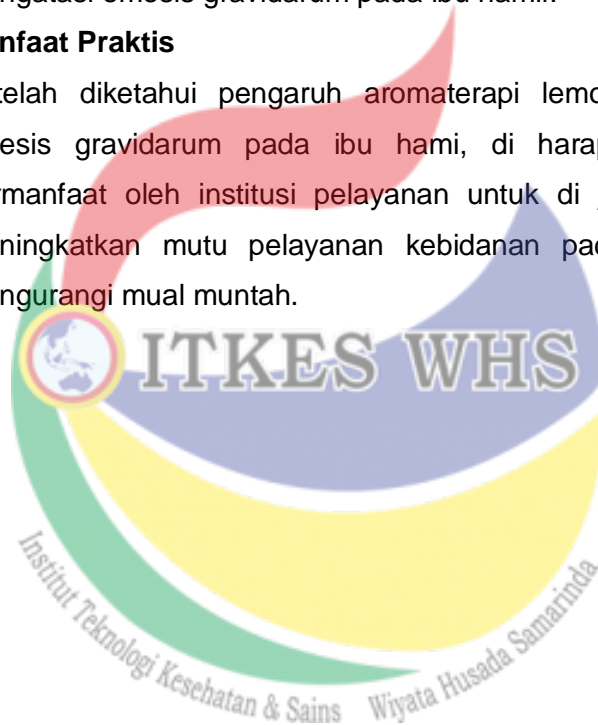 ngatasi emesis gravidarum pada ibu hamil.
nfaat Praktis
telah diketahui pengaruh aromaterapi lemo
esis gravidarum pada ibu hami, di harap
rmanfaat oleh institusi pelayanan untuk di
ningkatkan mutu pelayanan kebidanan pad
ngurangi mual muntah.
ITKES WHS
Institut Teknologi Kesehatan & Sains Wiyata Husada Samarinda